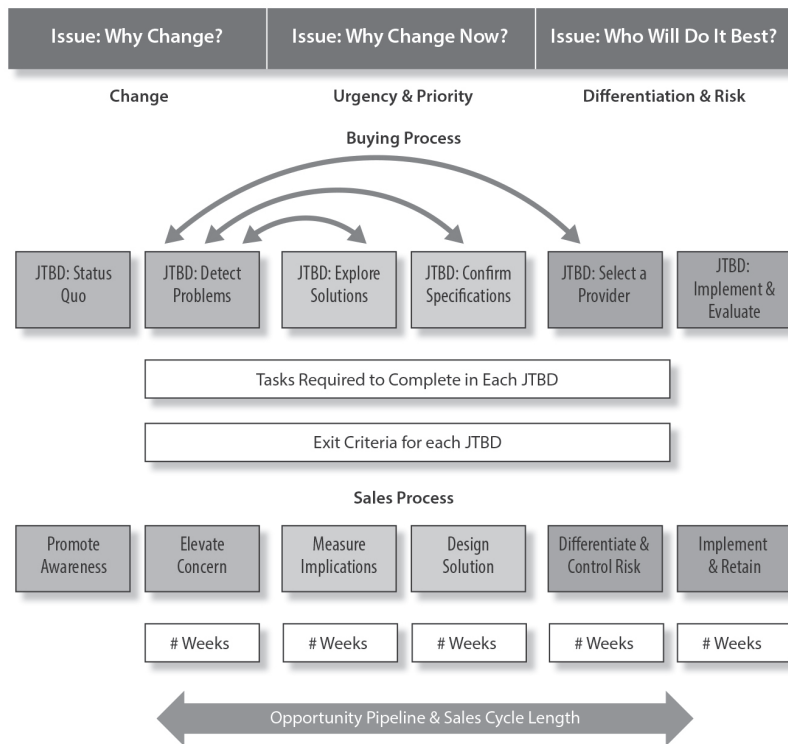 Issue: Why Change?
Issue: Why Change Now?
Issue: Who Will Do It Best?
Change
Urgency & Priority
Differentiation & Risk
Buying Process
JTBD: Status
Quo
JTBD: Detect
Problems
JTBD: Explore
Solutions
JTBD: Confirm
Specifications
JTBD: Select a
Provider
JTBD:
Implement &
Evaluate
Tasks Required to Complete in Each JTBD
Exit Criteria for each JTBD
Sales Process
Promote
Awareness
Elevate
Concern
Measure
Implications
Design
Solution
Differentiate &
Control Risk
Implement
& Retain
# Weeks
# Weeks
# Weeks
# Weeks
# Weeks
Opportunity Pipeline & Sales Cycle Length